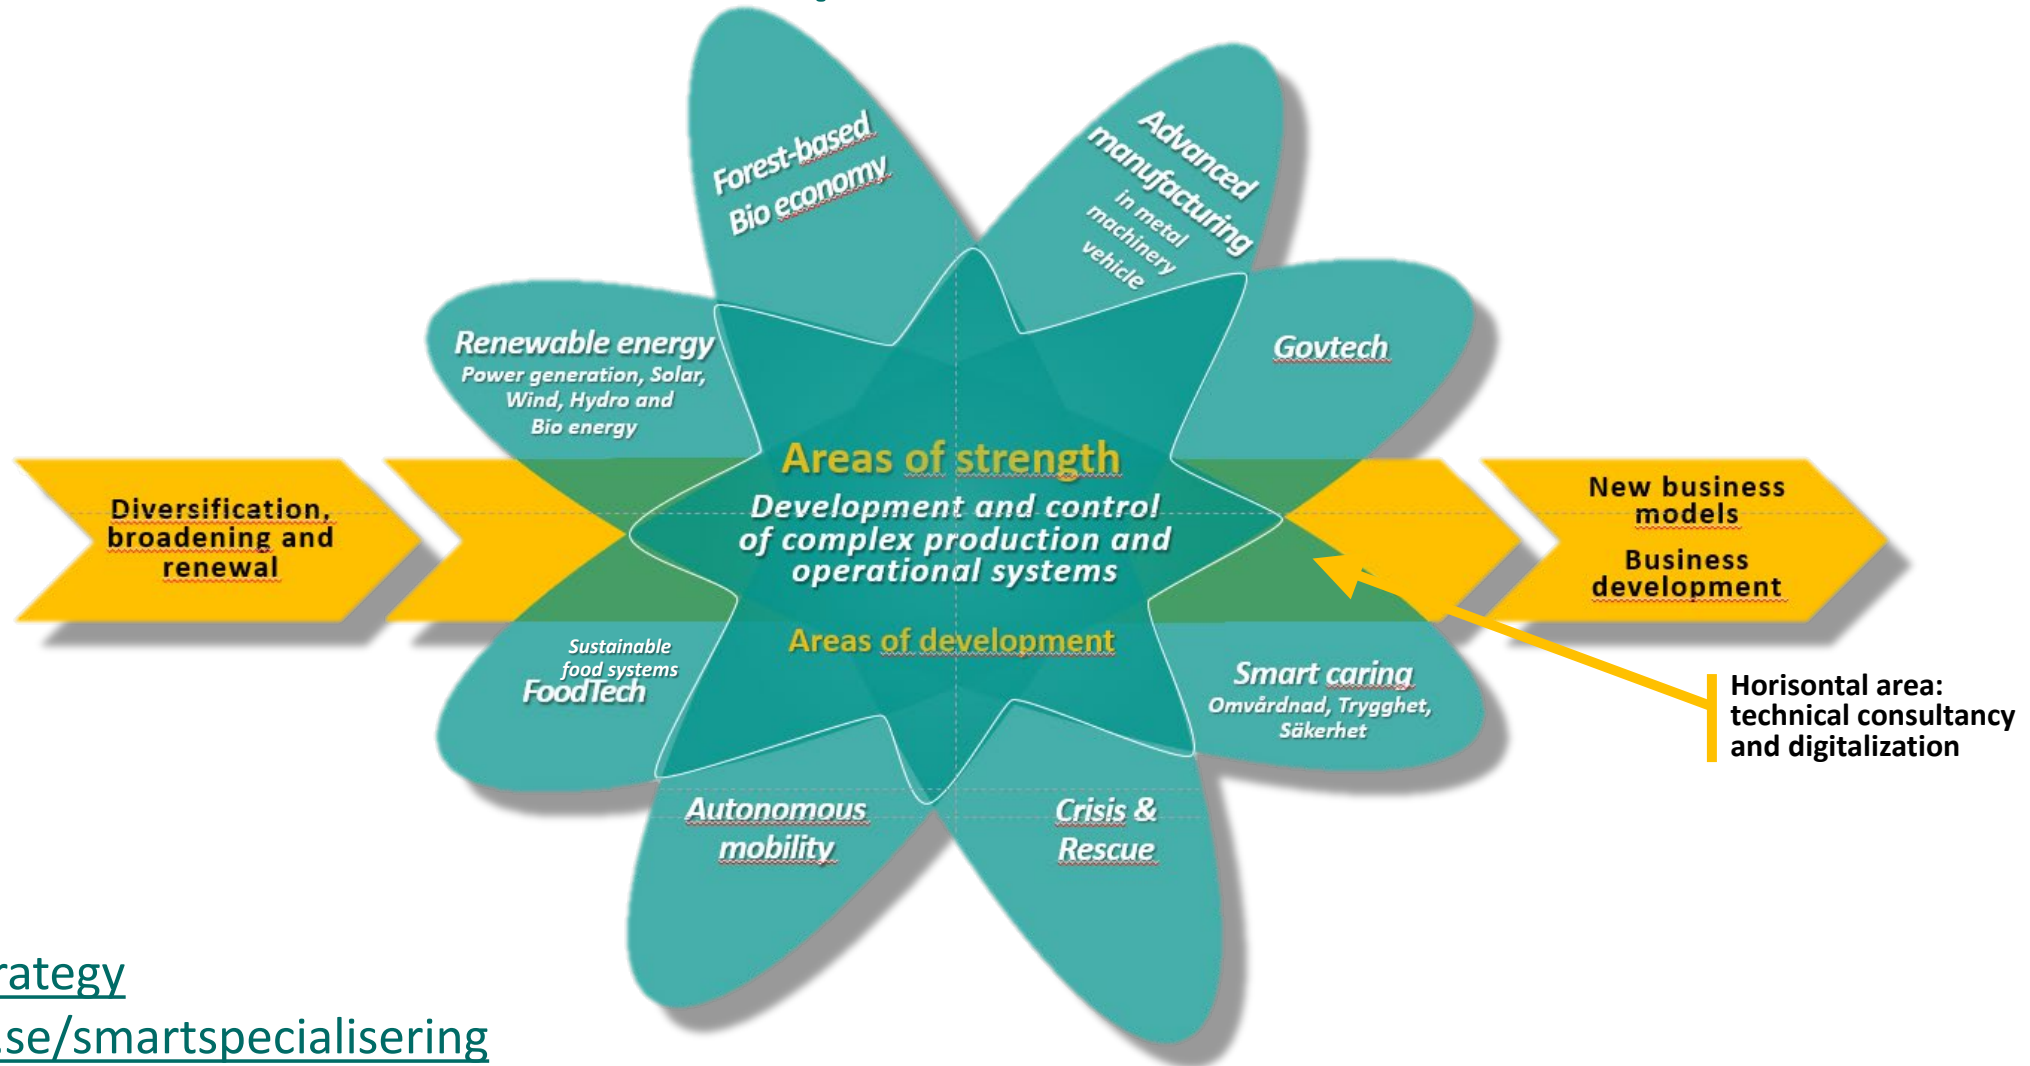 Forest-based
Bio economy
Advanced
manufacturing
in metal
machinery
vehicle
Renewable energy
Power generation, Solar,
Wind, Hydro and
Bio energy
Govtech
Diversification,
broadening and
renewal
Areas of strength
Development and control
of complex production and
operational systems
Areas of development
New business
models
Business
development
Sustainable
food systems
FoodTech
Smart caring
Omvårdnad, Trygghet,
Säkerhet
Horisontal area:
technical consultancy
and digitalization
Autonomous
mobility
Crisis &
Rescue
rategy
.se/smartspecialisering